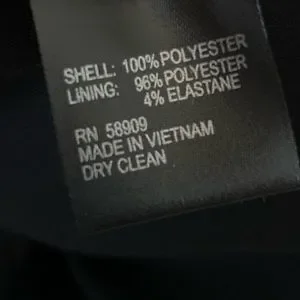 SHELL: 100% POLYESTER
LINING: 96% POLYESTER
4% ELASTANE
RN 58909
MADE IN VIETNAM
DRY CLEAN